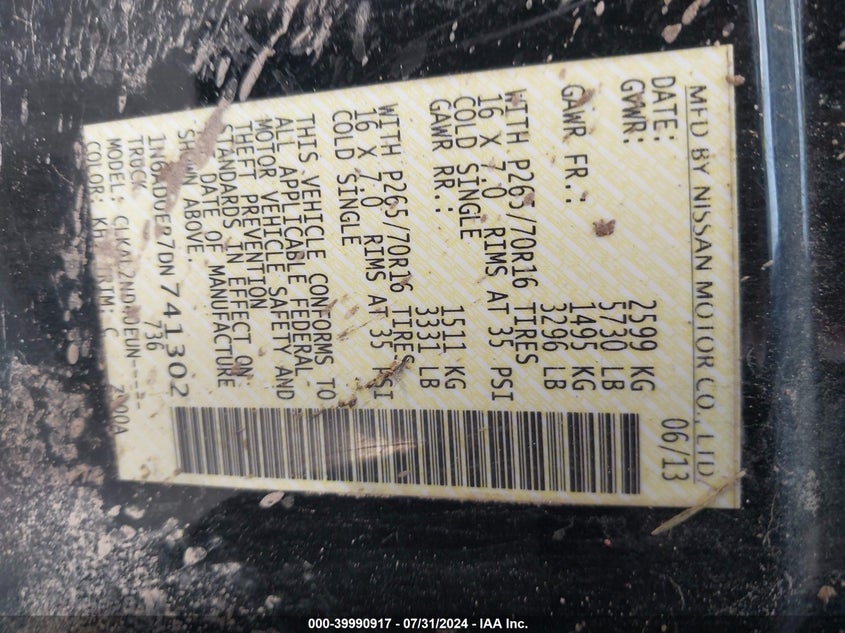 MFD BY NISSAN MOTOR CO., LTD.
DATE: 06/13
GVWR: 2599 KG
5730 LB
GAWR FR.: 1495 KG
3296 LB
WITH P265/70R16 TIRES
16 X 7.0 RIMS AT 35 PSI
COLD SINGLE
GAWR RR.: 1511 KG
3331 LB
WITH P265/70R16 TIRES
16 X 7.0 RIMS AT 35 PSI
COLD SINGLE
THIS VEHICLE CONFORMS TO
ALL APPLICABLE FEDERAL
MOTOR VEHICLE SAFETY AND
THEFT PREVENTION
STANDARDS IN EFFECT ON
DATE OF MANUFACTURE
SHOWN ABOVE.
741302
TRUCK 736
MODEL:
COLOR: TRIM: C
000-39990917 - 07/31/2024 - IAA Inc.